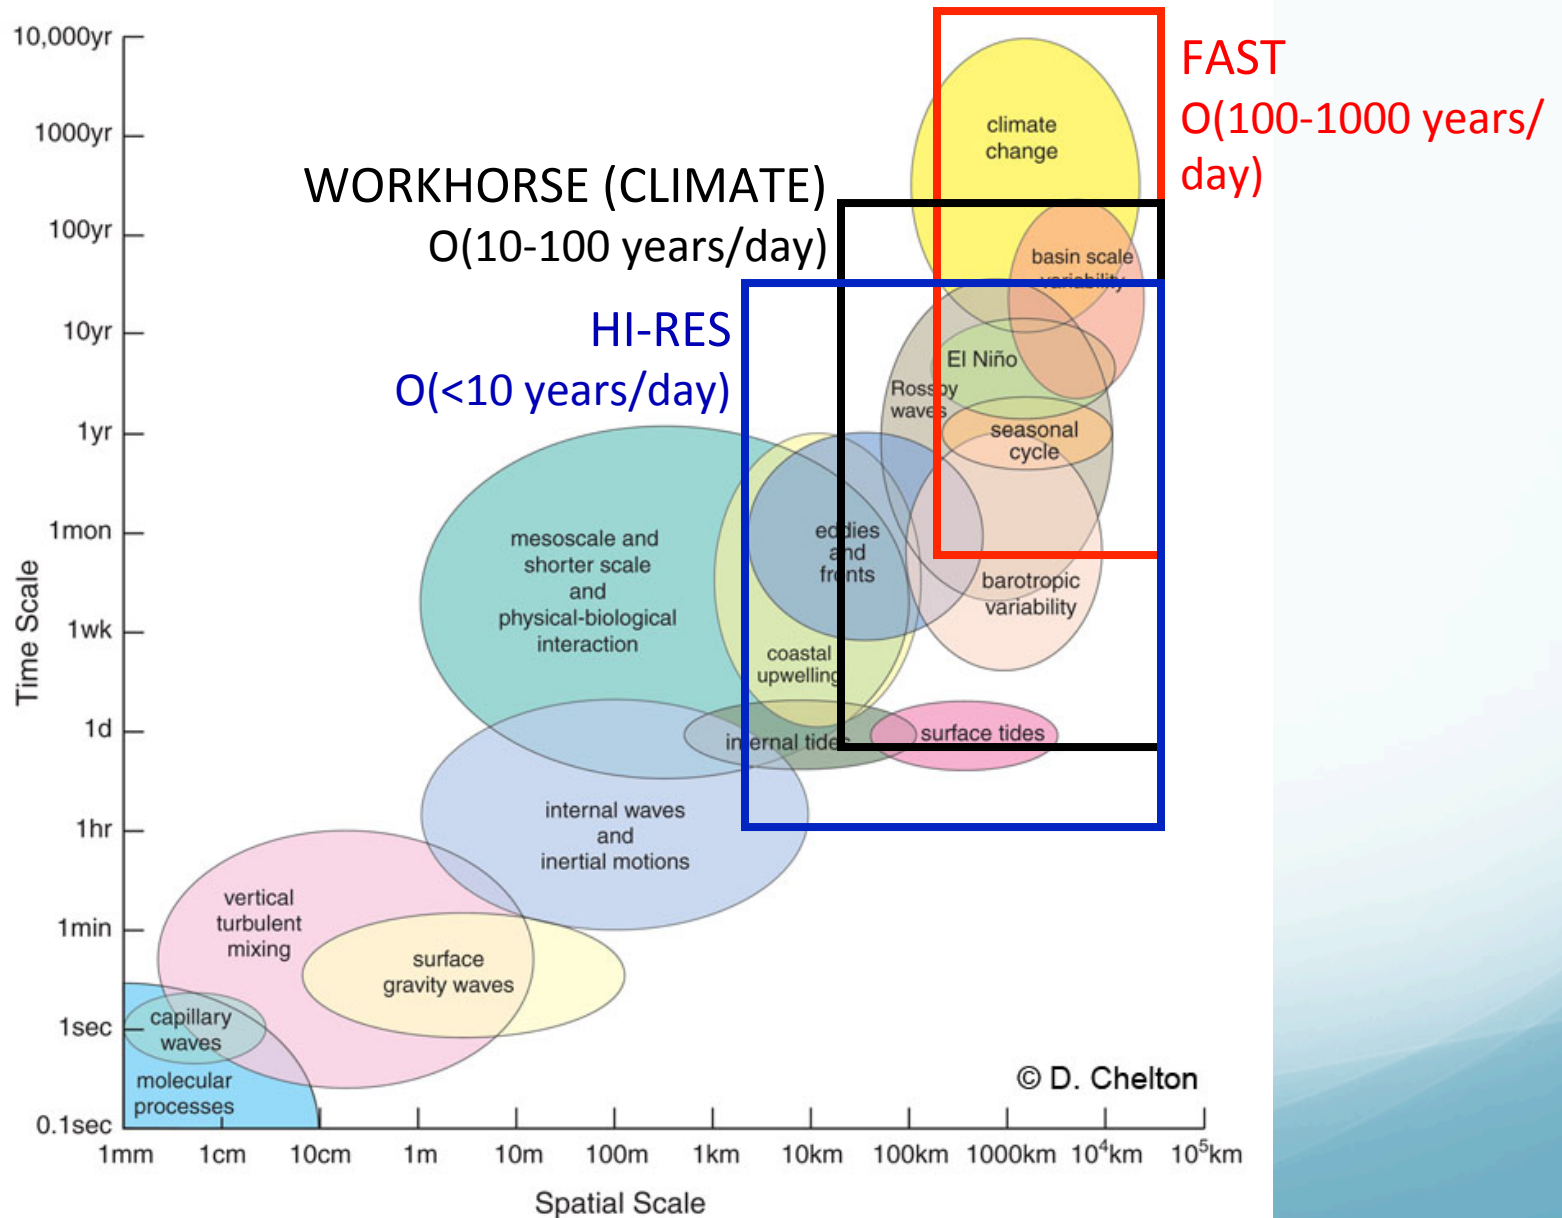 10,000yr
1000yr
100yr
10yr
1yr
1mon
1wk
1d
1hr
1min
1sec
0.1sec
Time Scale
1mm
1cm
10cm
1m
10m
100m
1km
10km
100km
1000km
10⁴km
10⁵km
Spatial Scale
FAST
O(100-1000 years/
day)
WORKHORSE (CLIMATE)
O(10-100 years/day)
HI-RES
O(<10 years/day)
climate
change
basin scale
variability
El Niño
Rossby
waves
seasonal
cycle
mesoscale and
shorter scale
and
physical-biological
interaction
eddies
and
fronts
barotropic
variability
coastal
upwelling
internal tides
surface tides
internal waves
and
inertial motions
vertical
turbulent
mixing
surface
gravity waves
capillary
waves
molecular
processes
© D. Chelton